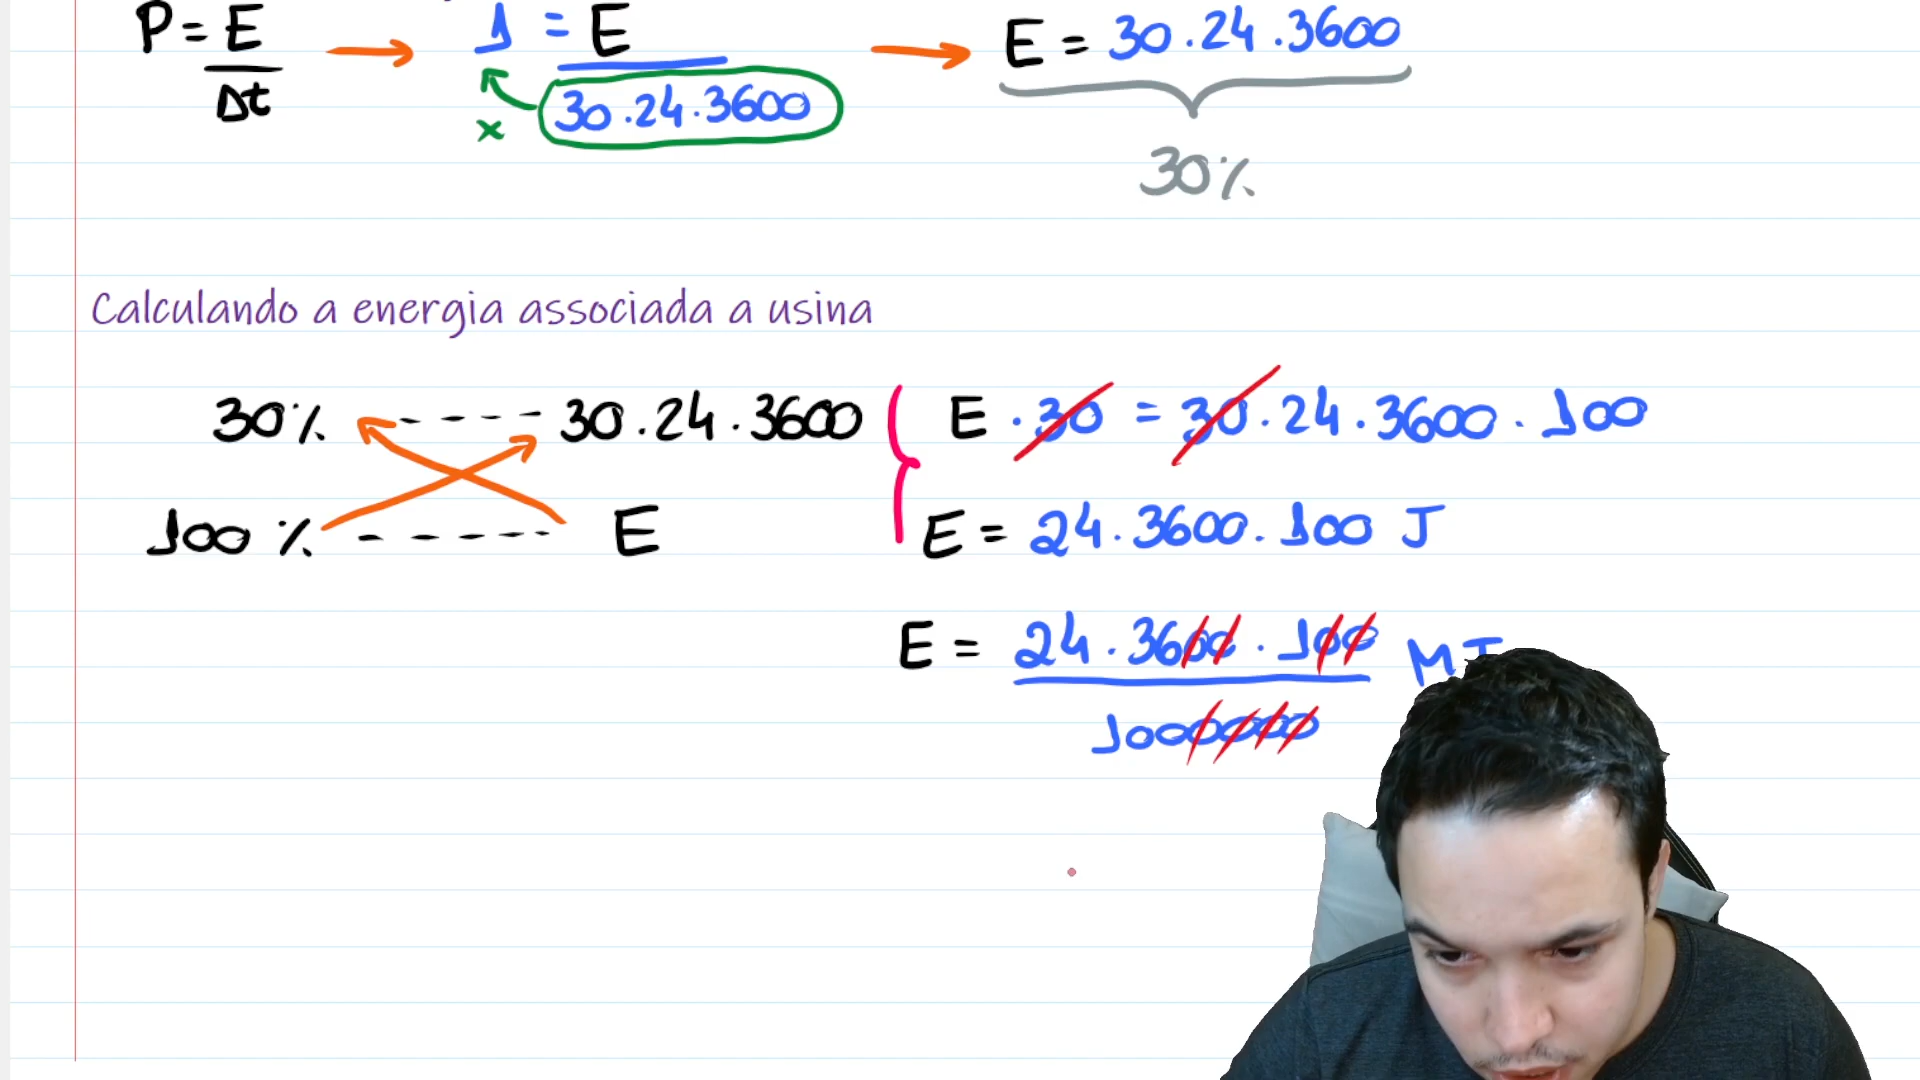 P = E / Δt → 1 = E / 30.24.3600 → E = 30.24.3600
x
30%
Calculando a energia associada a usina
30% ---- 30.24.3600 E . 30 = 30.24.3600.100
100% ----- E E = 24.3600.100 J
E = 24.3600.100 / 1000000 MJ